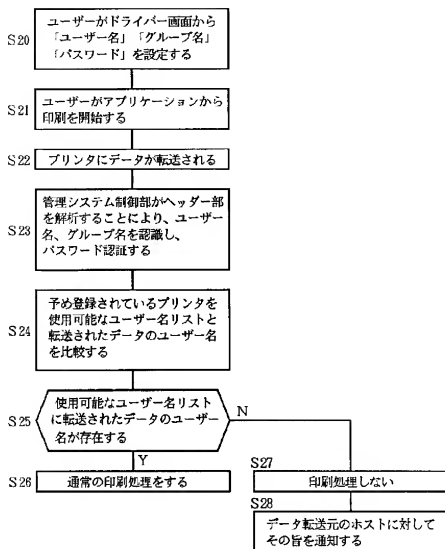 S20
ユーザーがドライバー画面から
「ユーザー名」「グループ名」
「パスワード」を設定する
S21
ユーザーがアプリケーションから
印刷を開始する
S22
プリンタにデータが転送される
S23
管理システム制御部がヘッダー部
を解析することにより、ユーザー
名、グループ名を認識し、
パスワード認証する
S24
予め登録されているプリンタを
使用可能なユーザー名リストと
転送されたデータのユーザー名
を比較する
S25
使用可能なユーザー名リスト
に転送されたデータのユーザー
名が存在する
N
Y
S26
通常の印刷処理をする
S27
印刷処理しない
S28
データ転送元のホストに対して
その旨を通知する